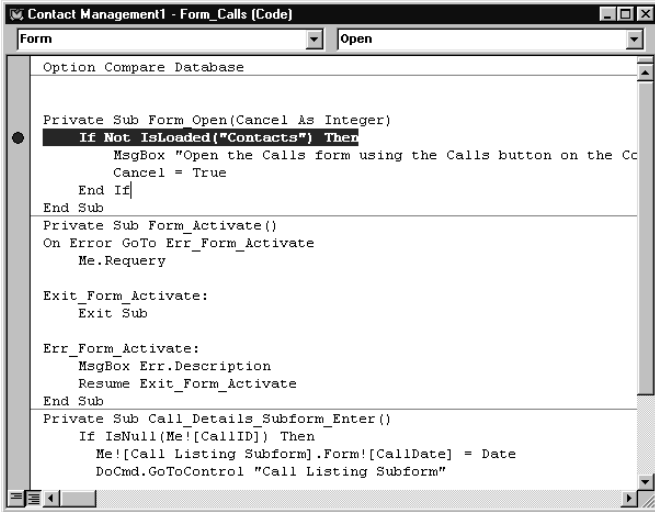 Contact Management1 - Form_Calls (Code)
Form Open
Option Compare Database
Private Sub Form_Open(Cancel As Integer)
If Not IsLoaded("Contacts") Then
MsgBox "Open the Calls form using the Calls button on the Co
Cancel = True
End If
End Sub
Private Sub Form_Activate()
On Error GoTo Err_Form_Activate
Me.Requery
Exit_Form_Activate:
Exit Sub
Err_Form_Activate:
MsgBox Err.Description
Resume Exit_Form_Activate
End Sub
Private Sub Call_Details_Subform_Enter()
If IsNull(Me![CallID]) Then
Me![Call Listing Subform].Form![CallDate] = Date
DoCmd.GoToControl "Call Listing Subform"